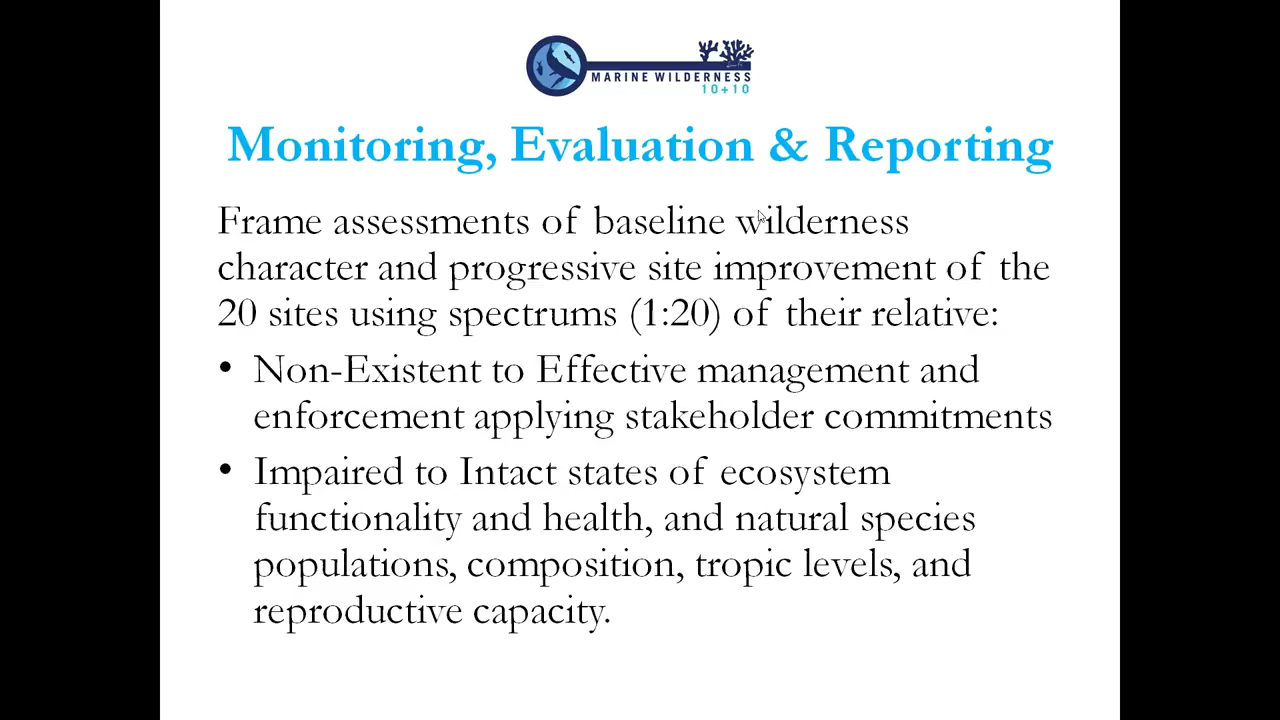 MARINE WILDERNESS
10+10
Monitoring, Evaluation & Reporting
Frame assessments of baseline wilderness
character and progressive site improvement of the
20 sites using spectrums (1:20) of their relative:
• Non-Existent to Effective management and
enforcement applying stakeholder commitments
• Impaired to Intact states of ecosystem
functionality and health, and natural species
populations, composition, tropic levels, and
reproductive capacity.